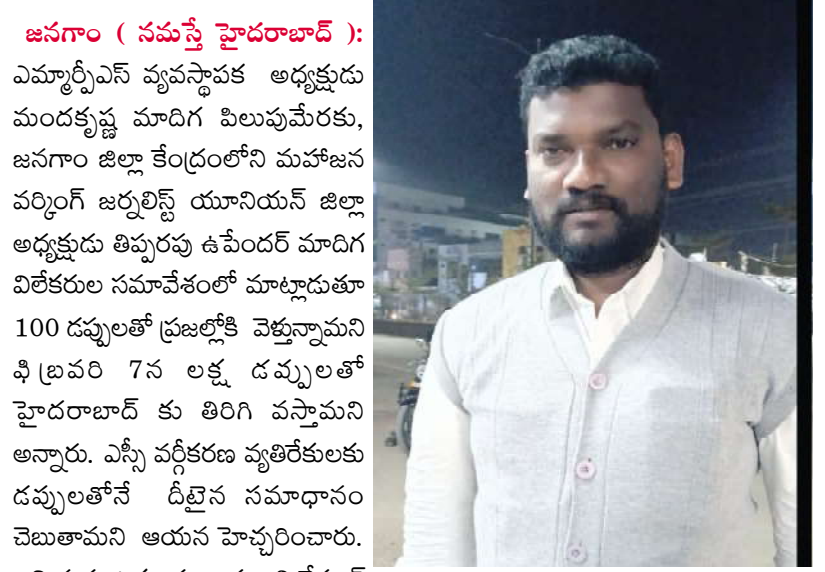 జనగాం ( నమస్తే హైదరాబాద్ ):
ఎమ్మార్పీఎస్ వ్యవస్థాపక అధ్యక్షుడు
మందకృష్ణ మాదిగ పిలుపుమేరకు,
జనగాం జిల్లా కేంద్రంలోని మహాజన
వర్కింగ్ జర్నలిస్ట్ యూనియన్ జిల్లా
అధ్యక్షుడు తిప్పరపు ఉపేందర్ మాదిగ
విలేకరుల సమావేశంలో మాట్లాడుతూ
100 డప్పులతో ప్రజల్లోకి వెళ్తున్నామని
ఫిబ్రవరి 7న లక్ష డప్పులతో
హైదరాబాద్ కు తిరిగి వస్తామని
అన్నారు. ఎస్సీ వర్గీకరణ వ్యతిరేకులకు
డప్పులతోనే దీటైన సమాధానం
చెబుతామని ఆయన హెచ్చరించారు.